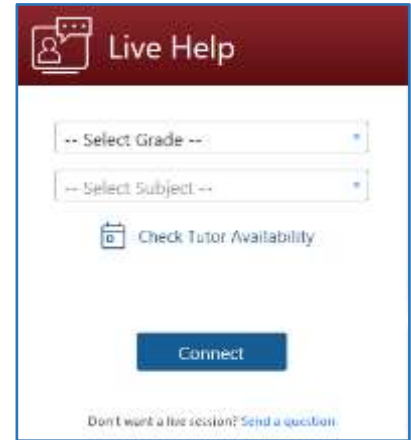 Live Help
-- Select Grade --
-- Select Subject --
Check Tutor Availability
Connect
Don't want a live session? Send a question.